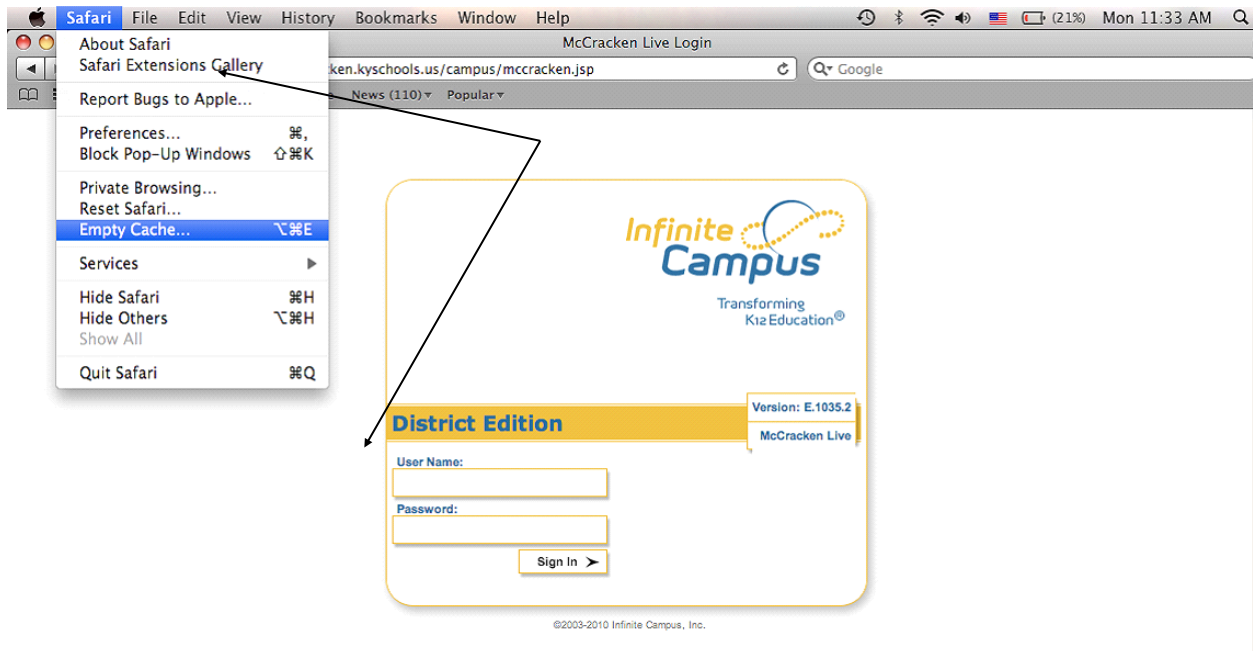 Safari File Edit View History Bookmarks Window Help (21%) Mon 11:33 AM
McCracken Live Login
ken.kyschools.us/campus/mccracken.jsp Google
News (110) Popular
About Safari
Safari Extensions Gallery
Report Bugs to Apple...
Preferences... ⌘,
Block Pop-Up Windows ⇧⌘K
Private Browsing...
Reset Safari...
Empty Cache... ⌥⌘E
Services
Hide Safari ⌘H
Hide Others ⌥⌘H
Show All
Quit Safari ⌘Q
Infinite
Campus
Transforming
K12 Education®
District Edition
Version: E.1035.2
McCracken Live
User Name:
Password:
Sign In
©2003-2010 Infinite Campus, Inc.